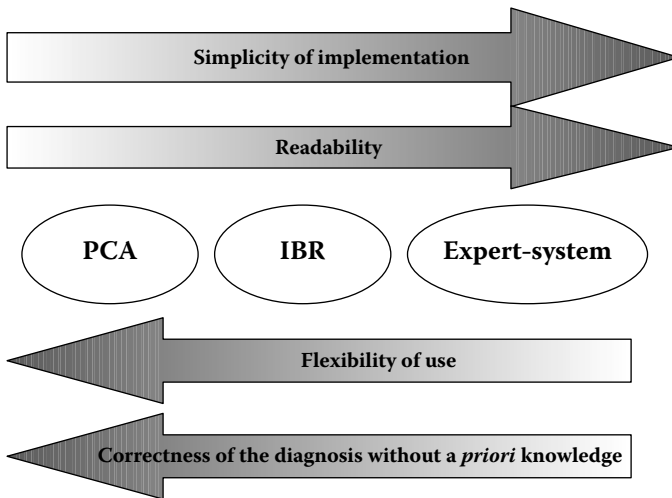 Simplicity of implementation
Readability
PCA IBR Expert-system
Flexibility of use
Correctness of the diagnosis without a priori knowledge